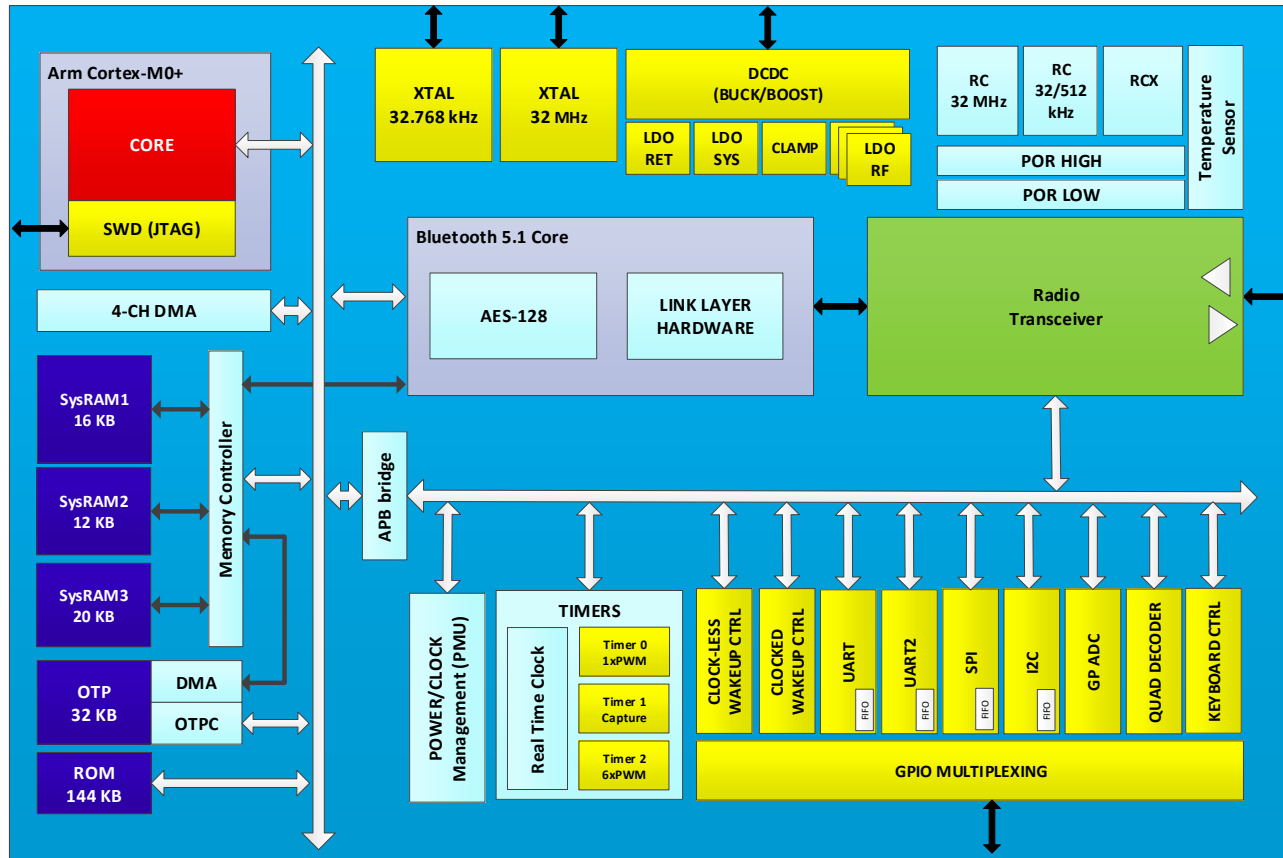 Arm Cortex-M0+
CORE
SWD (JTAG)
XTAL
32.768 kHz
XTAL
32 MHz
DCDC
(BUCK/BOOST)
LDO
RET
LDO
SYS
CLAMP
LDO
RF
RC
32 MHz
RC
32/512
kHz
RCX
POR HIGH
POR LOW
Temperature
Sensor
4-CH DMA
Bluetooth 5.1 Core
AES-128
LINK LAYER
HARDWARE
Radio
Transceiver
SysRAM1
16 KB
SysRAM2
12 KB
SysRAM3
20 KB
Memory Controller
OTP
32 KB
DMA
OTPC
ROM
144 KB
APB bridge
POWER/CLOCK
Management (PMU)
TIMERS
Real Time Clock
Timer 0
1xPWM
Timer 1
Capture
Timer 2
6xPWM
CLOCK-LESS
WAKEUP CTRL
CLOCKED
WAKEUP CTRL
UART
FIFO
UART2
FIFO
SPI
FIFO
I2C
FIFO
GP ADC
QUAD DECODER
KEYBOARD CTRL
GPIO MULTIPLEXING